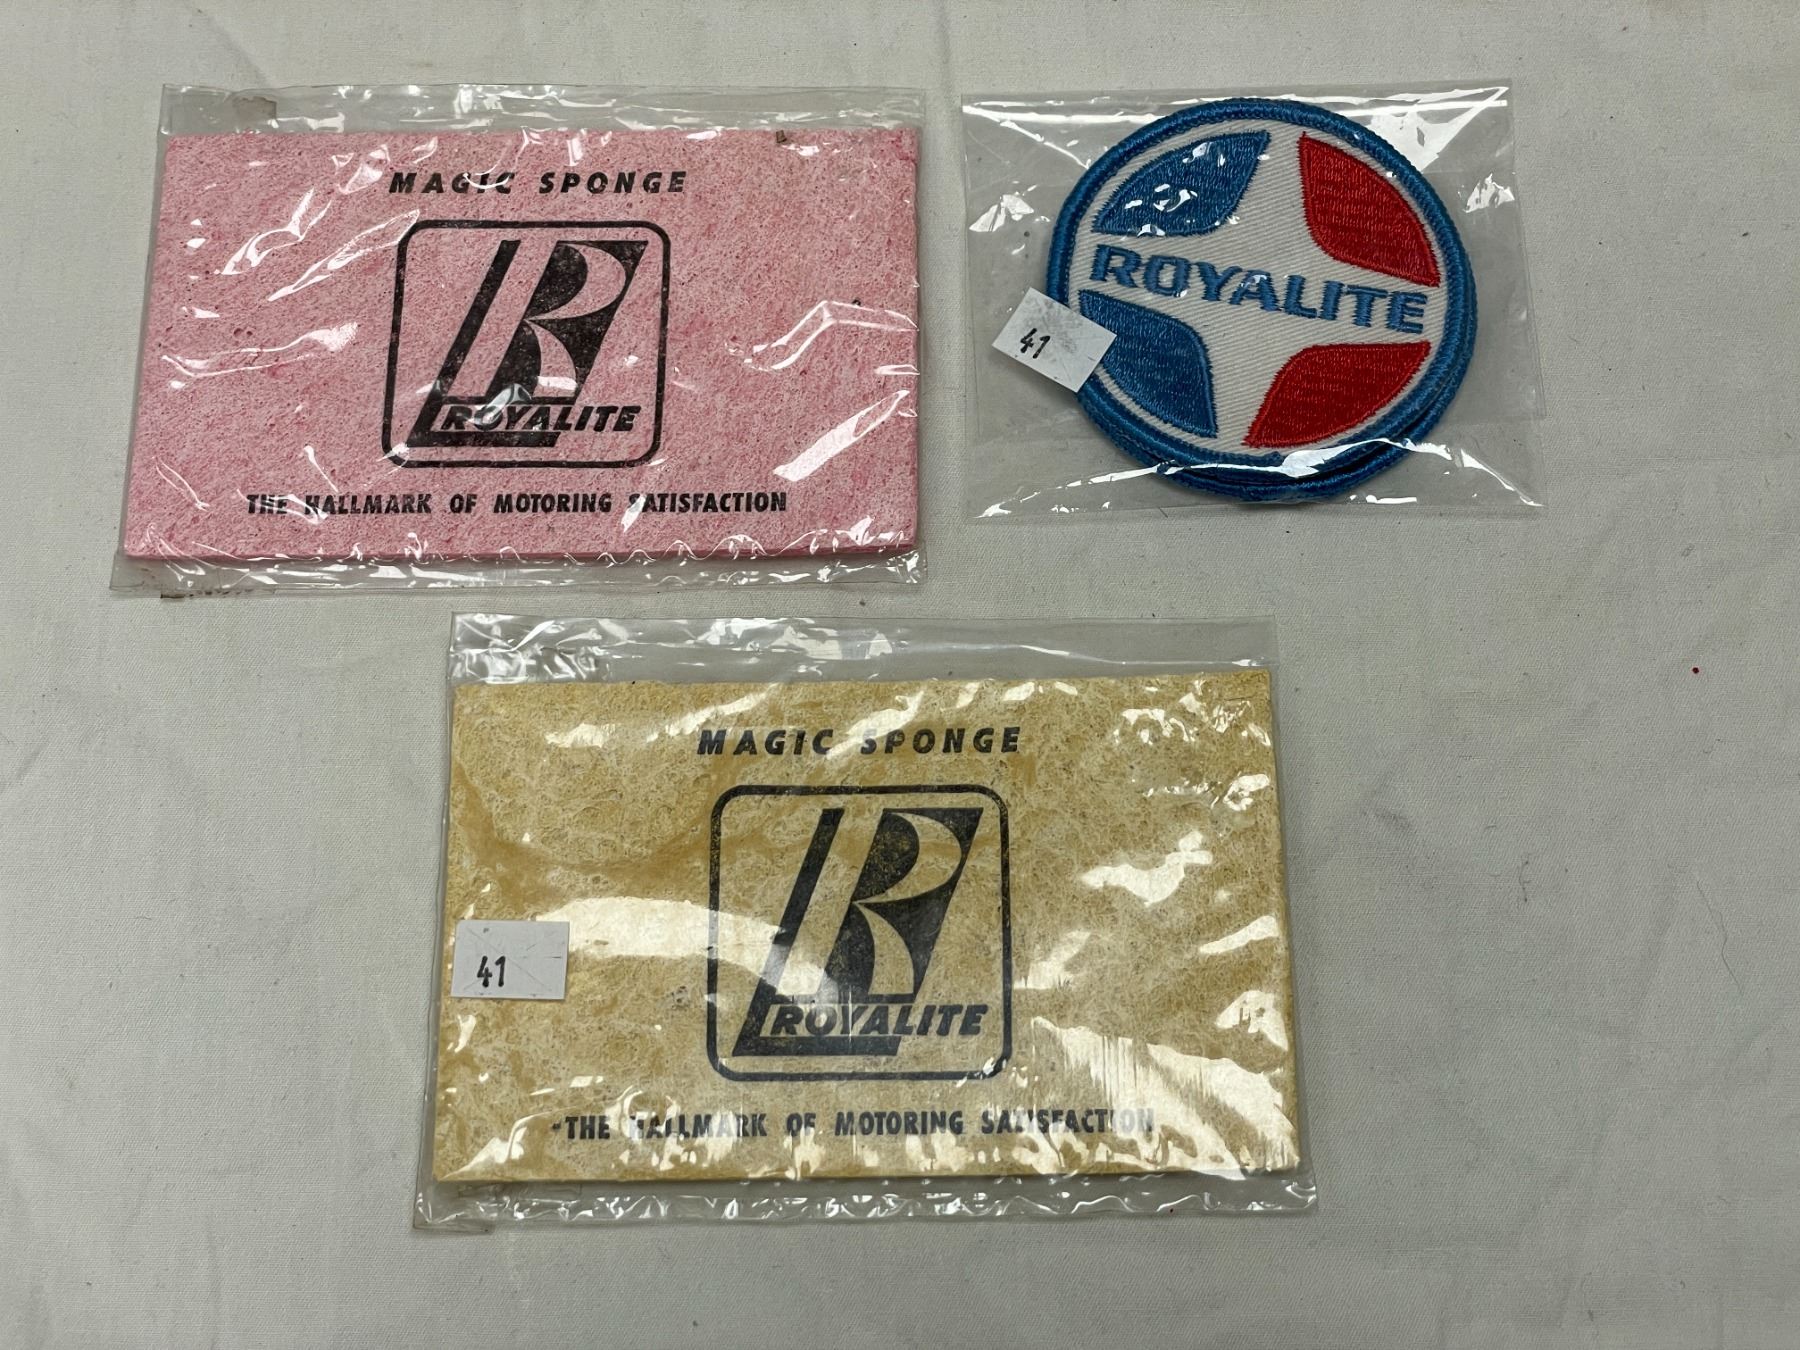 MAGIC SPONGE
ROYALITE
THE HALLMARK OF MOTORING SATISFACTION
ROYALITE
41
MAGIC SPONGE
41
ROYALITE
THE HALLMARK OF MOTORING SATISFACTION